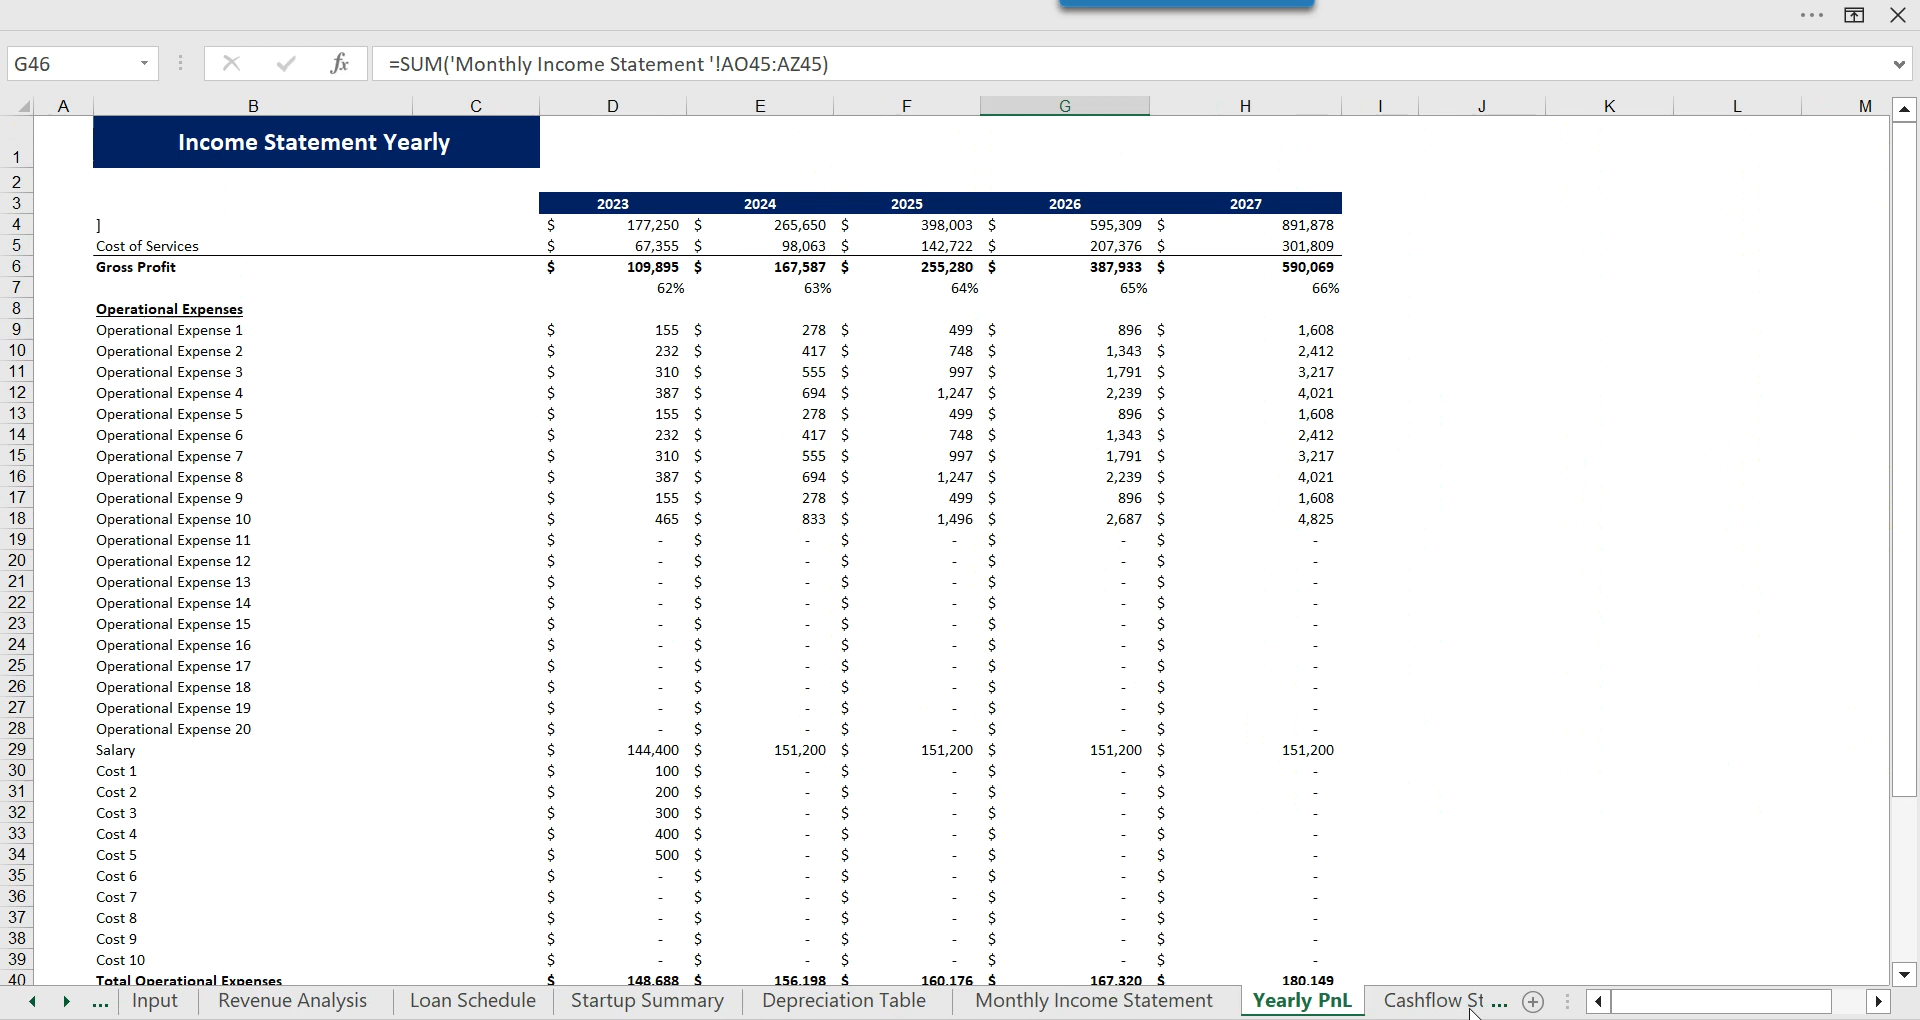 G46 fx =SUM('Monthly Income Statement '!AO45:AZ45)
A B C D E F G H I J K L M
1 Income Statement Yearly
2
3 2023 2024 2025 2026 2027
4 ] $ 177,250 $ 265,650 $ 398,003 $ 595,309 $ 891,878
5 Cost of Services $ 67,355 $ 98,063 $ 142,722 $ 207,376 $ 301,809
6 Gross Profit $ 109,895 $ 167,587 $ 255,280 $ 387,933 $ 590,069
7 62% 63% 64% 65% 66%
8 Operational Expenses
9 Operational Expense 1 $ 155 $ 278 $ 499 $ 896 $ 1,608
10 Operational Expense 2 $ 232 $ 417 $ 748 $ 1,343 $ 2,412
11 Operational Expense 3 $ 310 $ 555 $ 997 $ 1,791 $ 3,217
12 Operational Expense 4 $ 387 $ 694 $ 1,247 $ 2,239 $ 4,021
13 Operational Expense 5 $ 155 $ 278 $ 499 $ 896 $ 1,608
14 Operational Expense 6 $ 232 $ 417 $ 748 $ 1,343 $ 2,412
15 Operational Expense 7 $ 310 $ 555 $ 997 $ 1,791 $ 3,217
16 Operational Expense 8 $ 387 $ 694 $ 1,247 $ 2,239 $ 4,021
17 Operational Expense 9 $ 155 $ 278 $ 499 $ 896 $ 1,608
18 Operational Expense 10 $ 465 $ 833 $ 1,496 $ 2,687 $ 4,825
19 Operational Expense 11 $ - $ - $ - $ - $ -
20 Operational Expense 12 $ - $ - $ - $ - $ -
21 Operational Expense 13 $ - $ - $ - $ - $ -
22 Operational Expense 14 $ - $ - $ - $ - $ -
23 Operational Expense 15 $ - $ - $ - $ - $ -
24 Operational Expense 16 $ - $ - $ - $ - $ -
25 Operational Expense 17 $ - $ - $ - $ - $ -
26 Operational Expense 18 $ - $ - $ - $ - $ -
27 Operational Expense 19 $ - $ - $ - $ - $ -
28 Operational Expense 20 $ - $ - $ - $ - $ -
29 Salary $ 144,400 $ 151,200 $ 151,200 $ 151,200 $ 151,200
30 Cost 1 $ 100 $ - $ - $ - $ -
31 Cost 2 $ 200 $ - $ - $ - $ -
32 Cost 3 $ 300 $ - $ - $ - $ -
33 Cost 4 $ 400 $ - $ - $ - $ -
34 Cost 5 $ 500 $ - $ - $ - $ -
35 Cost 6 $ - $ - $ - $ - $ -
36 Cost 7 $ - $ - $ - $ - $ -
37 Cost 8 $ - $ - $ - $ - $ -
38 Cost 9 $ - $ - $ - $ - $ -
39 Cost 10 $ - $ - $ - $ - $ -
40 Total Operational Expenses $ 148,688 $ 156,198 $ 160,176 $ 167,320 $ 180,149
... Input Revenue Analysis Loan Schedule Startup Summary Depreciation Table Monthly Income Statement Yearly PnL Cashflow St ...